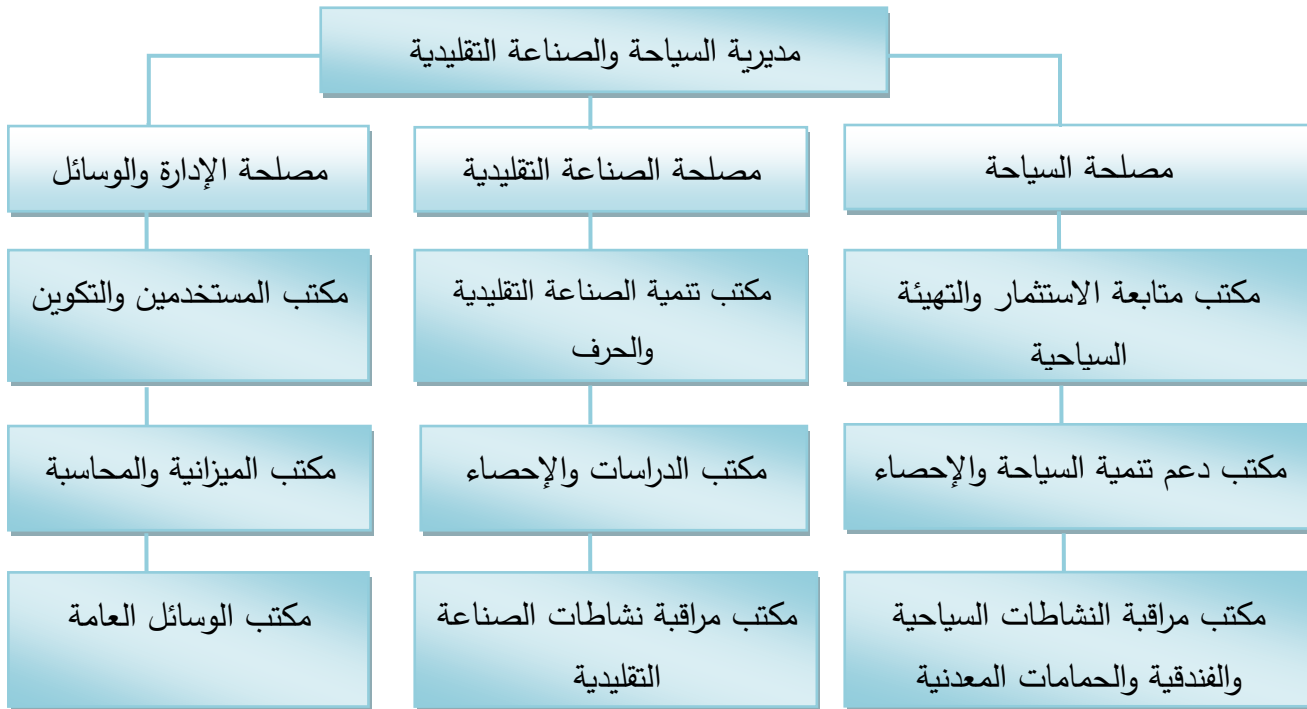 مديرية السياحة والصناعة التقليدية
مصلحة السياحة
مصلحة الصناعة التقليدية
مصلحة الإدارة والوسائل
مكتب متابعة الاستثمار والتهيئة
السياحية
مكتب تنمية الصناعة التقليدية
والحرف
مكتب المستخدمين والتكوين
مكتب دعم تنمية السياحة والإحصاء
مكتب الدراسات والإحصاء
مكتب الميزانية والمحاسبة
مكتب مراقبة النشاطات السياحية
والفندقية والحمامات المعدنية
مكتب مراقبة نشاطات الصناعة
التقليدية
مكتب الوسائل العامة